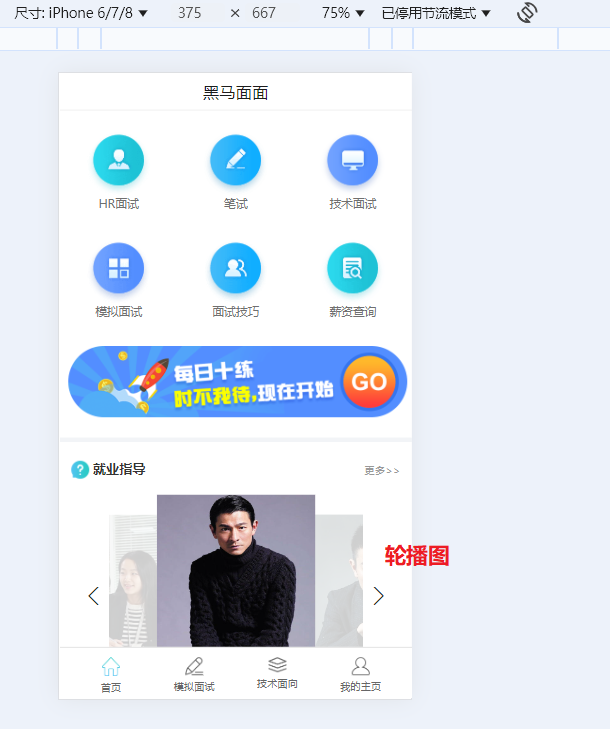 尺寸: iPhone 6/7/8 ▼ 375 × 667 75% ▼ 已停用节流模式 ▼
黑马面面
HR面试 笔试 技术面试
模拟面试 面试技巧 薪资查询
每日十练
时不我待,现在开始
GO
? 就业指导 更多>>
轮播图
首页 模拟面试 技术面向 我的主页